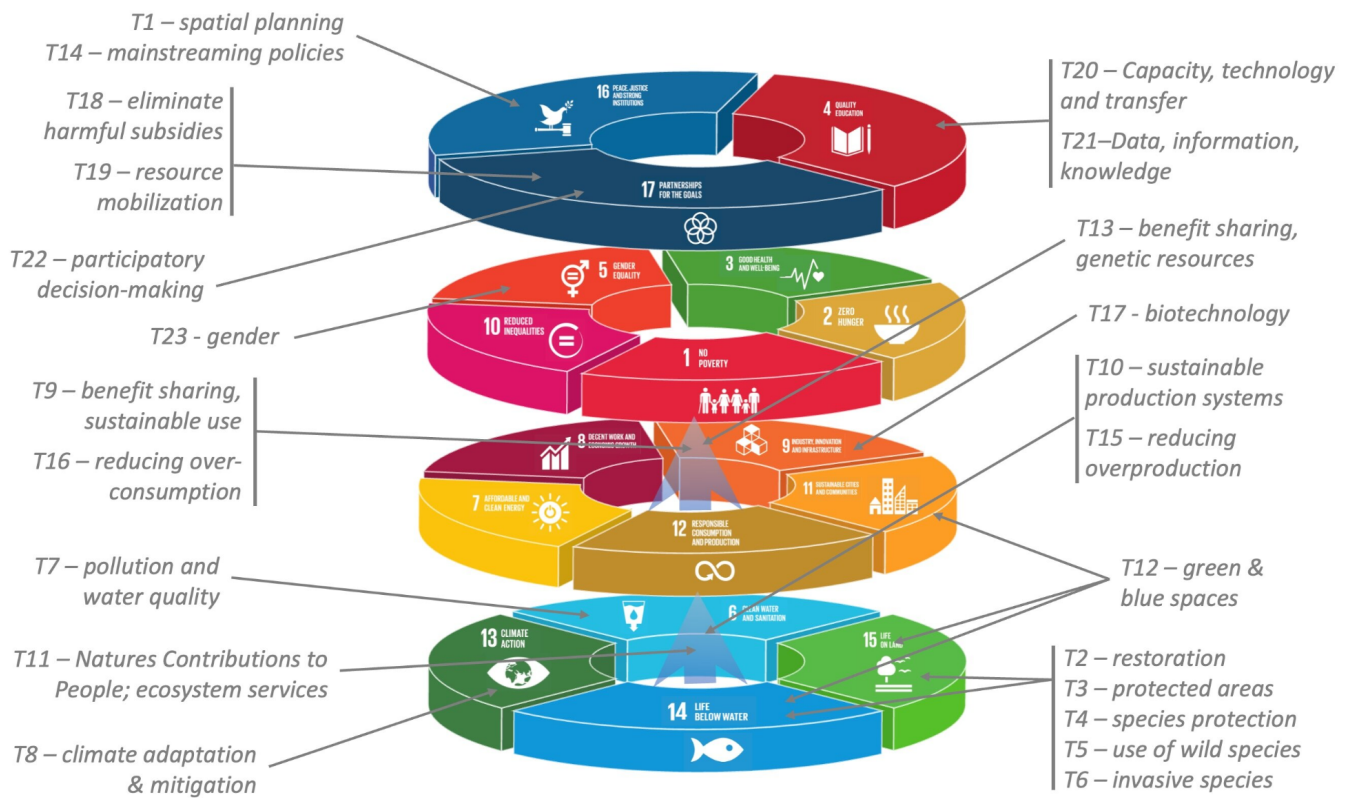 T1 – spatial planning
T14 – mainstreaming policies
T18 – eliminate
harmful subsidies
T19 – resource
mobilization
T22 – participatory
decision-making
T23 - gender
T9 – benefit sharing,
sustainable use
T16 – reducing over-
consumption
T7 – pollution and
water quality
T11 – Natures Contributions to
People; ecosystem services
T8 – climate adaptation
& mitigation
16 PEACE, JUSTICE
AND STRONG
INSTITUTIONS
4 QUALITY
EDUCATION
17 PARTNERSHIPS
FOR THE GOALS
5 GENDER
EQUALITY
3 GOOD HEALTH
AND WELL-BEING
10 REDUCED
INEQUALITIES
2 ZERO
HUNGER
1 NO
POVERTY
8 DECENT WORK AND
ECONOMIC GROWTH
9 INDUSTRY, INNOVATION
AND INFRASTRUCTURE
7 AFFORDABLE AND
CLEAN ENERGY
11 SUSTAINABLE CITIES
AND COMMUNITIES
12 RESPONSIBLE
CONSUMPTION
AND PRODUCTION
6 CLEAN WATER
AND SANITATION
13 CLIMATE
ACTION
15 LIFE
ON LAND
14 LIFE
BELOW WATER
T20 – Capacity, technology
and transfer
T21–Data, information,
knowledge
T13 – benefit sharing,
genetic resources
T17 - biotechnology
T10 – sustainable
production systems
T15 – reducing
overproduction
T12 – green &
blue spaces
T2 – restoration
T3 – protected areas
T4 – species protection
T5 – use of wild species
T6 – invasive species